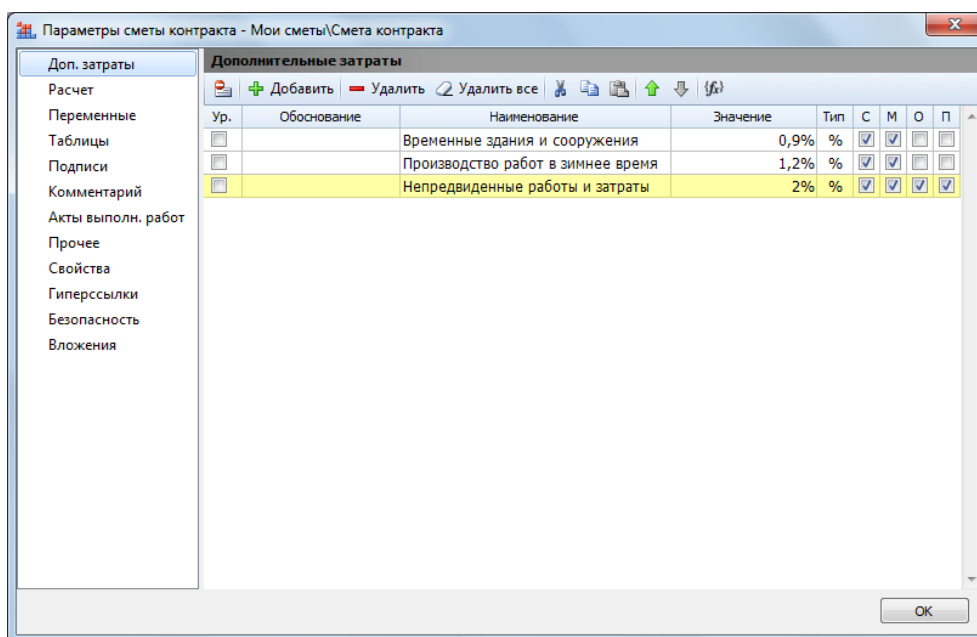 Параметры сметы контракта - Мои сметы\Смета контракта
Доп. затраты
Расчет
Переменные
Таблицы
Подписи
Комментарий
Акты выполн. работ
Прочее
Свойства
Гиперссылки
Безопасность
Вложения
Дополнительные затраты
Добавить Удалить Удалить все {fx}
Ур. Обоснование Наименование Значение Тип С М О П
Временные здания и сооружения 0,9% %
Производство работ в зимнее время 1,2% %
Непредвиденные работы и затраты 2% %
ОК